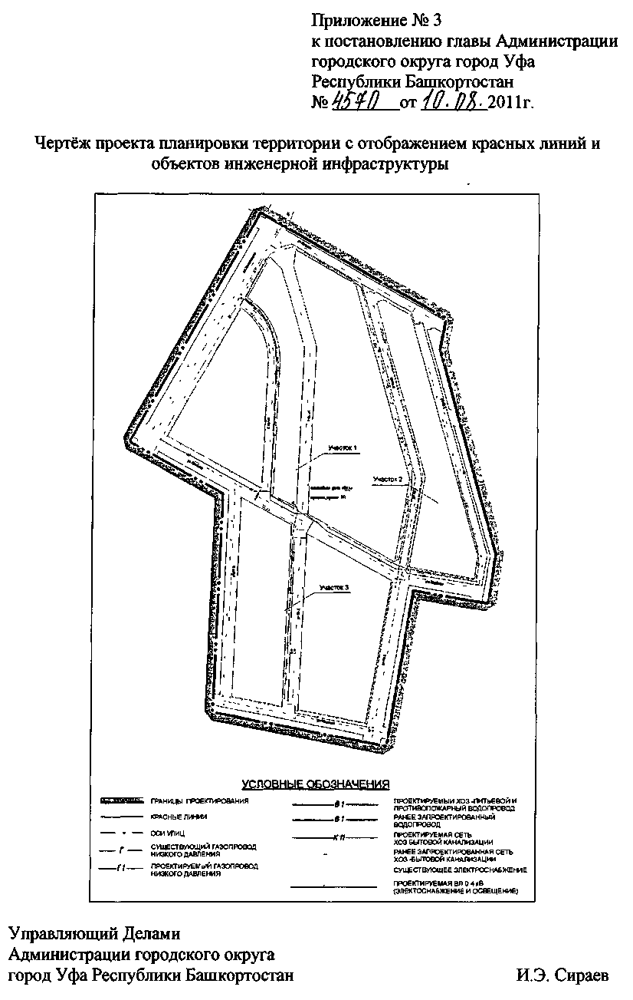 Приложение № 3
к постановлению главы Администрации
городского округа город Уфа
Республики Башкортостан
№ 4570 от 10.08.2011г.
Чертёж проекта планировки территории с отображением красных линий и
объектов инженерной инфраструктуры
Участок 1
Участок 2
Участок 3
УСЛОВНЫЕ ОБОЗНАЧЕНИЯ
ГРАНИЦЫ ПРОЕКТИРОВАНИЯ
КРАСНЫЕ ЛИНИИ
ОСИ УЛИЦ
Г СУЩЕСТВУЮЩИЙ ГАЗОПРОВОД
НИЗКОГО ДАВЛЕНИЯ
Г1 ПРОЕКТИРУЕМЫЙ ГАЗОПРОВОД
НИЗКОГО ДАВЛЕНИЯ
В1 ПРОЕКТИРУЕМЫЙ ХОЗ-ПИТЬЕВОЙ И
ПРОТИВОПОЖАРНЫЙ ВОДОПРОВОД
В1 РАНЕЕ ЗАПРОЕКТИРОВАННЫЙ
ВОДОПРОВОД
К1I ПРОЕКТИРУЕМАЯ СЕТЬ
ХОЗ БЫТОВОЙ КАНАЛИЗАЦИИ
РАНЕЕ ЗАПРОЕКТИРОВАННАЯ СЕТЬ
ХОЗ-БЫТОВОЙ КАНАЛИЗАЦИИ
СУЩЕСТВУЮЩЕЕ ЭЛЕКТРОСНАБЖЕНИЕ
ПРОЕКТИРУЕМАЯ ВЛ 0 4 кВ
(ЭЛЕКТОСНАБЖЕНИЕ И ОСВЕЩЕНИЕ)
Управляющий Делами
Администрации городского округа
город Уфа Республики Башкортостан И.Э. Сираев